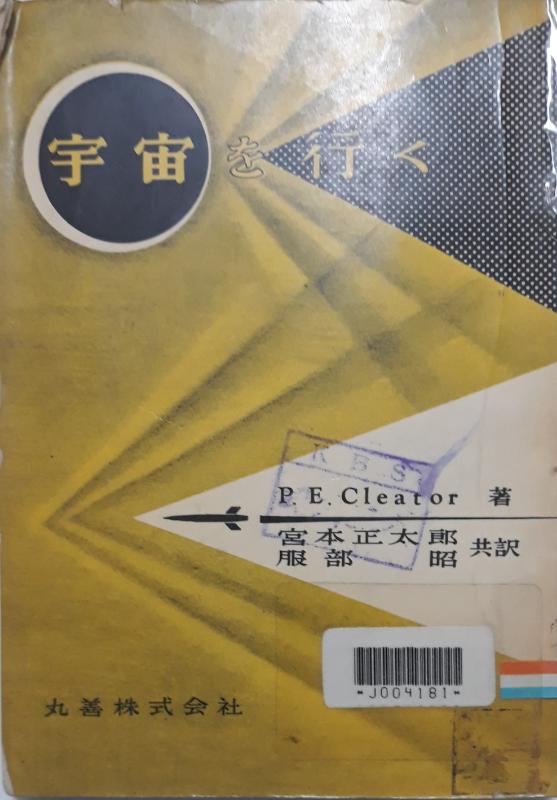 宇宙を行く
K B S
P. E. Cleator 著
宮本正太郎
服部 昭 共訳
*J004181*
丸善株式会社